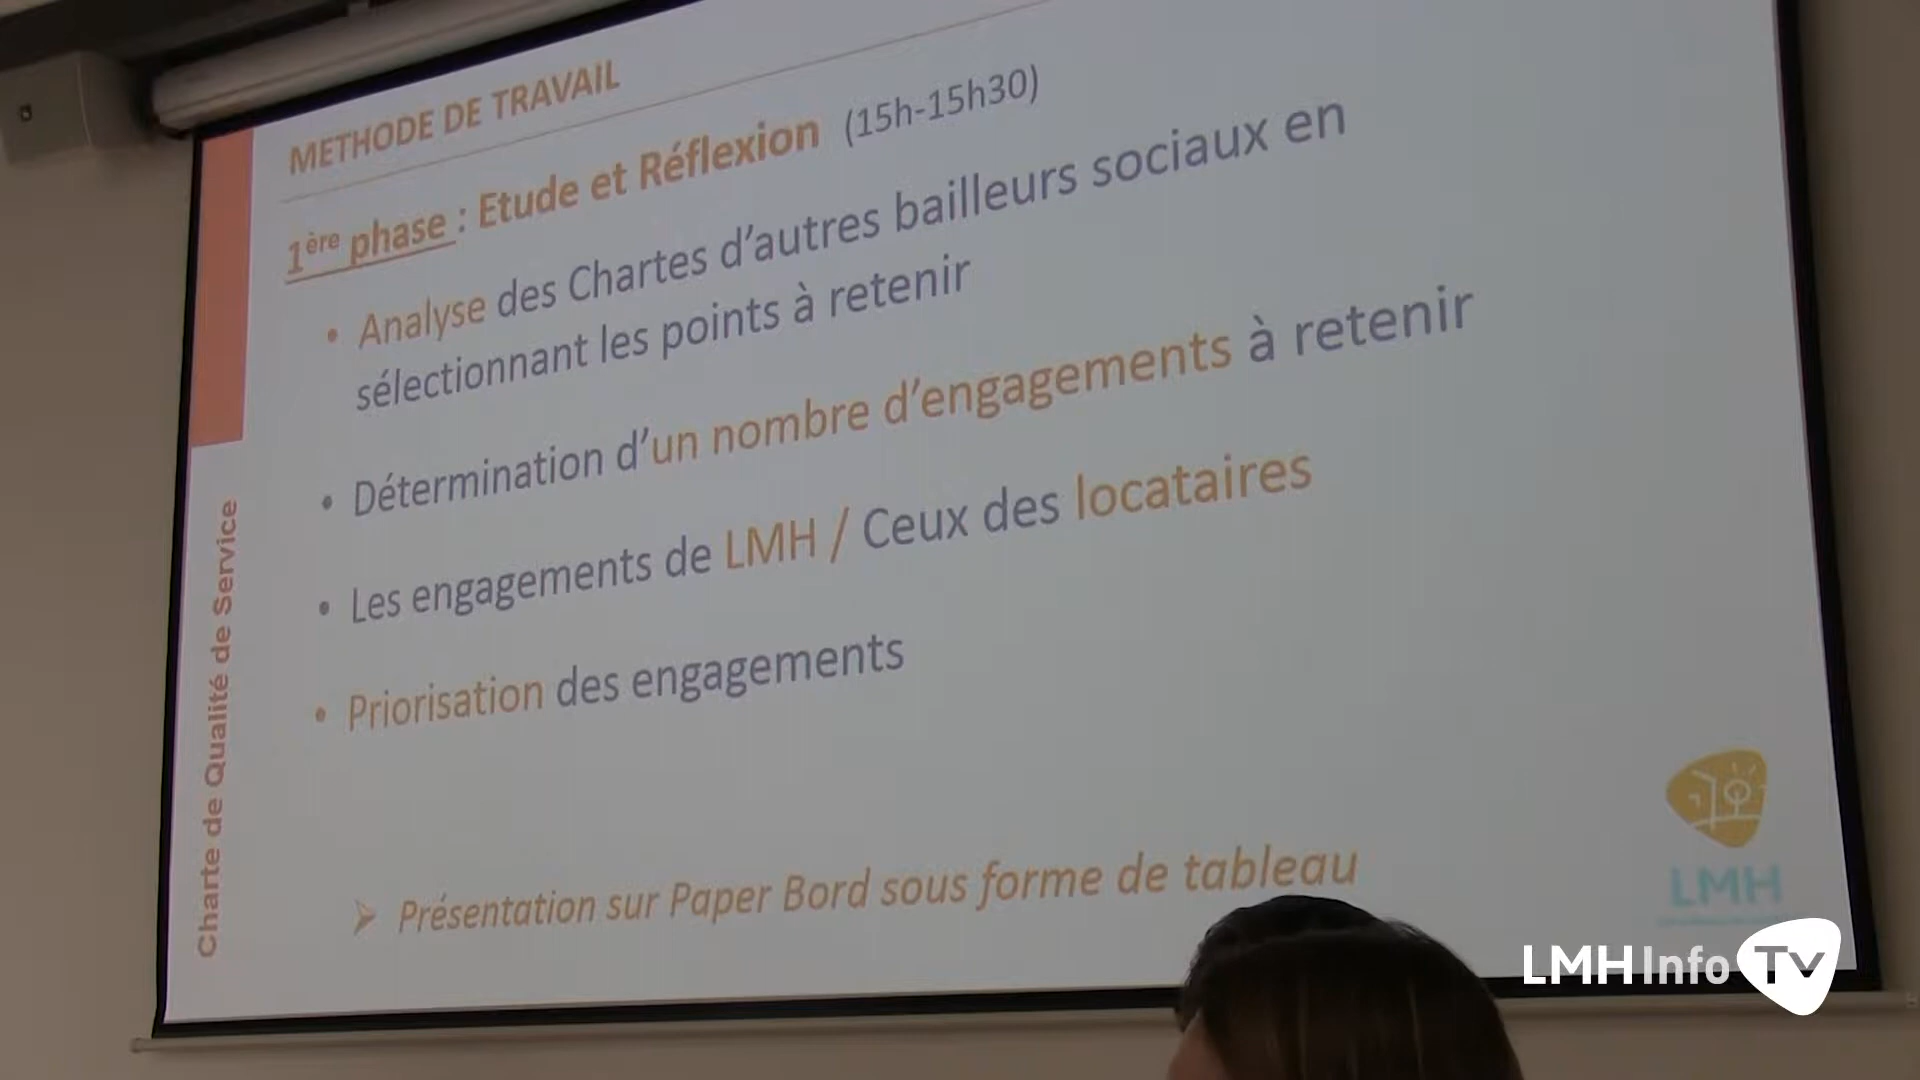 METHODE DE TRAVAIL
1ère phase : Etude et Réflexion (15h-15h30)
• Analyse des Chartes d'autres bailleurs sociaux en
sélectionnant les points à retenir
• Détermination d'un nombre d'engagements à retenir
• Les engagements de LMH / Ceux des locataires
• Priorisation des engagements
➢ Présentation sur Paper Bord sous forme de tableau
Charte de Qualité de Service
LMH
LMH Info TV